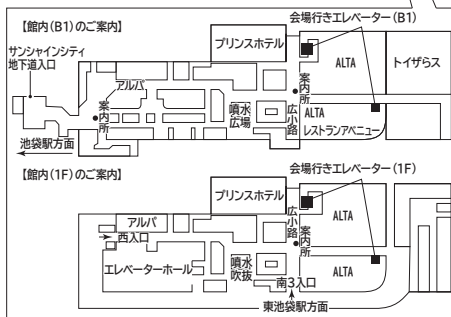 【館内(B1)のご案内】
会場行きエレベーター(B1)
サンシャインシティ
地下道入口
プリンスホテル
ALTA
トイザらス
アルパ
案内所
案内所
噴水
広場
広小路
ALTA
レストランアベニュー
池袋駅方面
【館内(1F)のご案内】
会場行きエレベーター(1F)
プリンスホテル
ALTA
アルパ
西入口
広小路
案内所
エレベーターホール
噴水
吹抜
ALTA
南3入口
東池袋駅方面